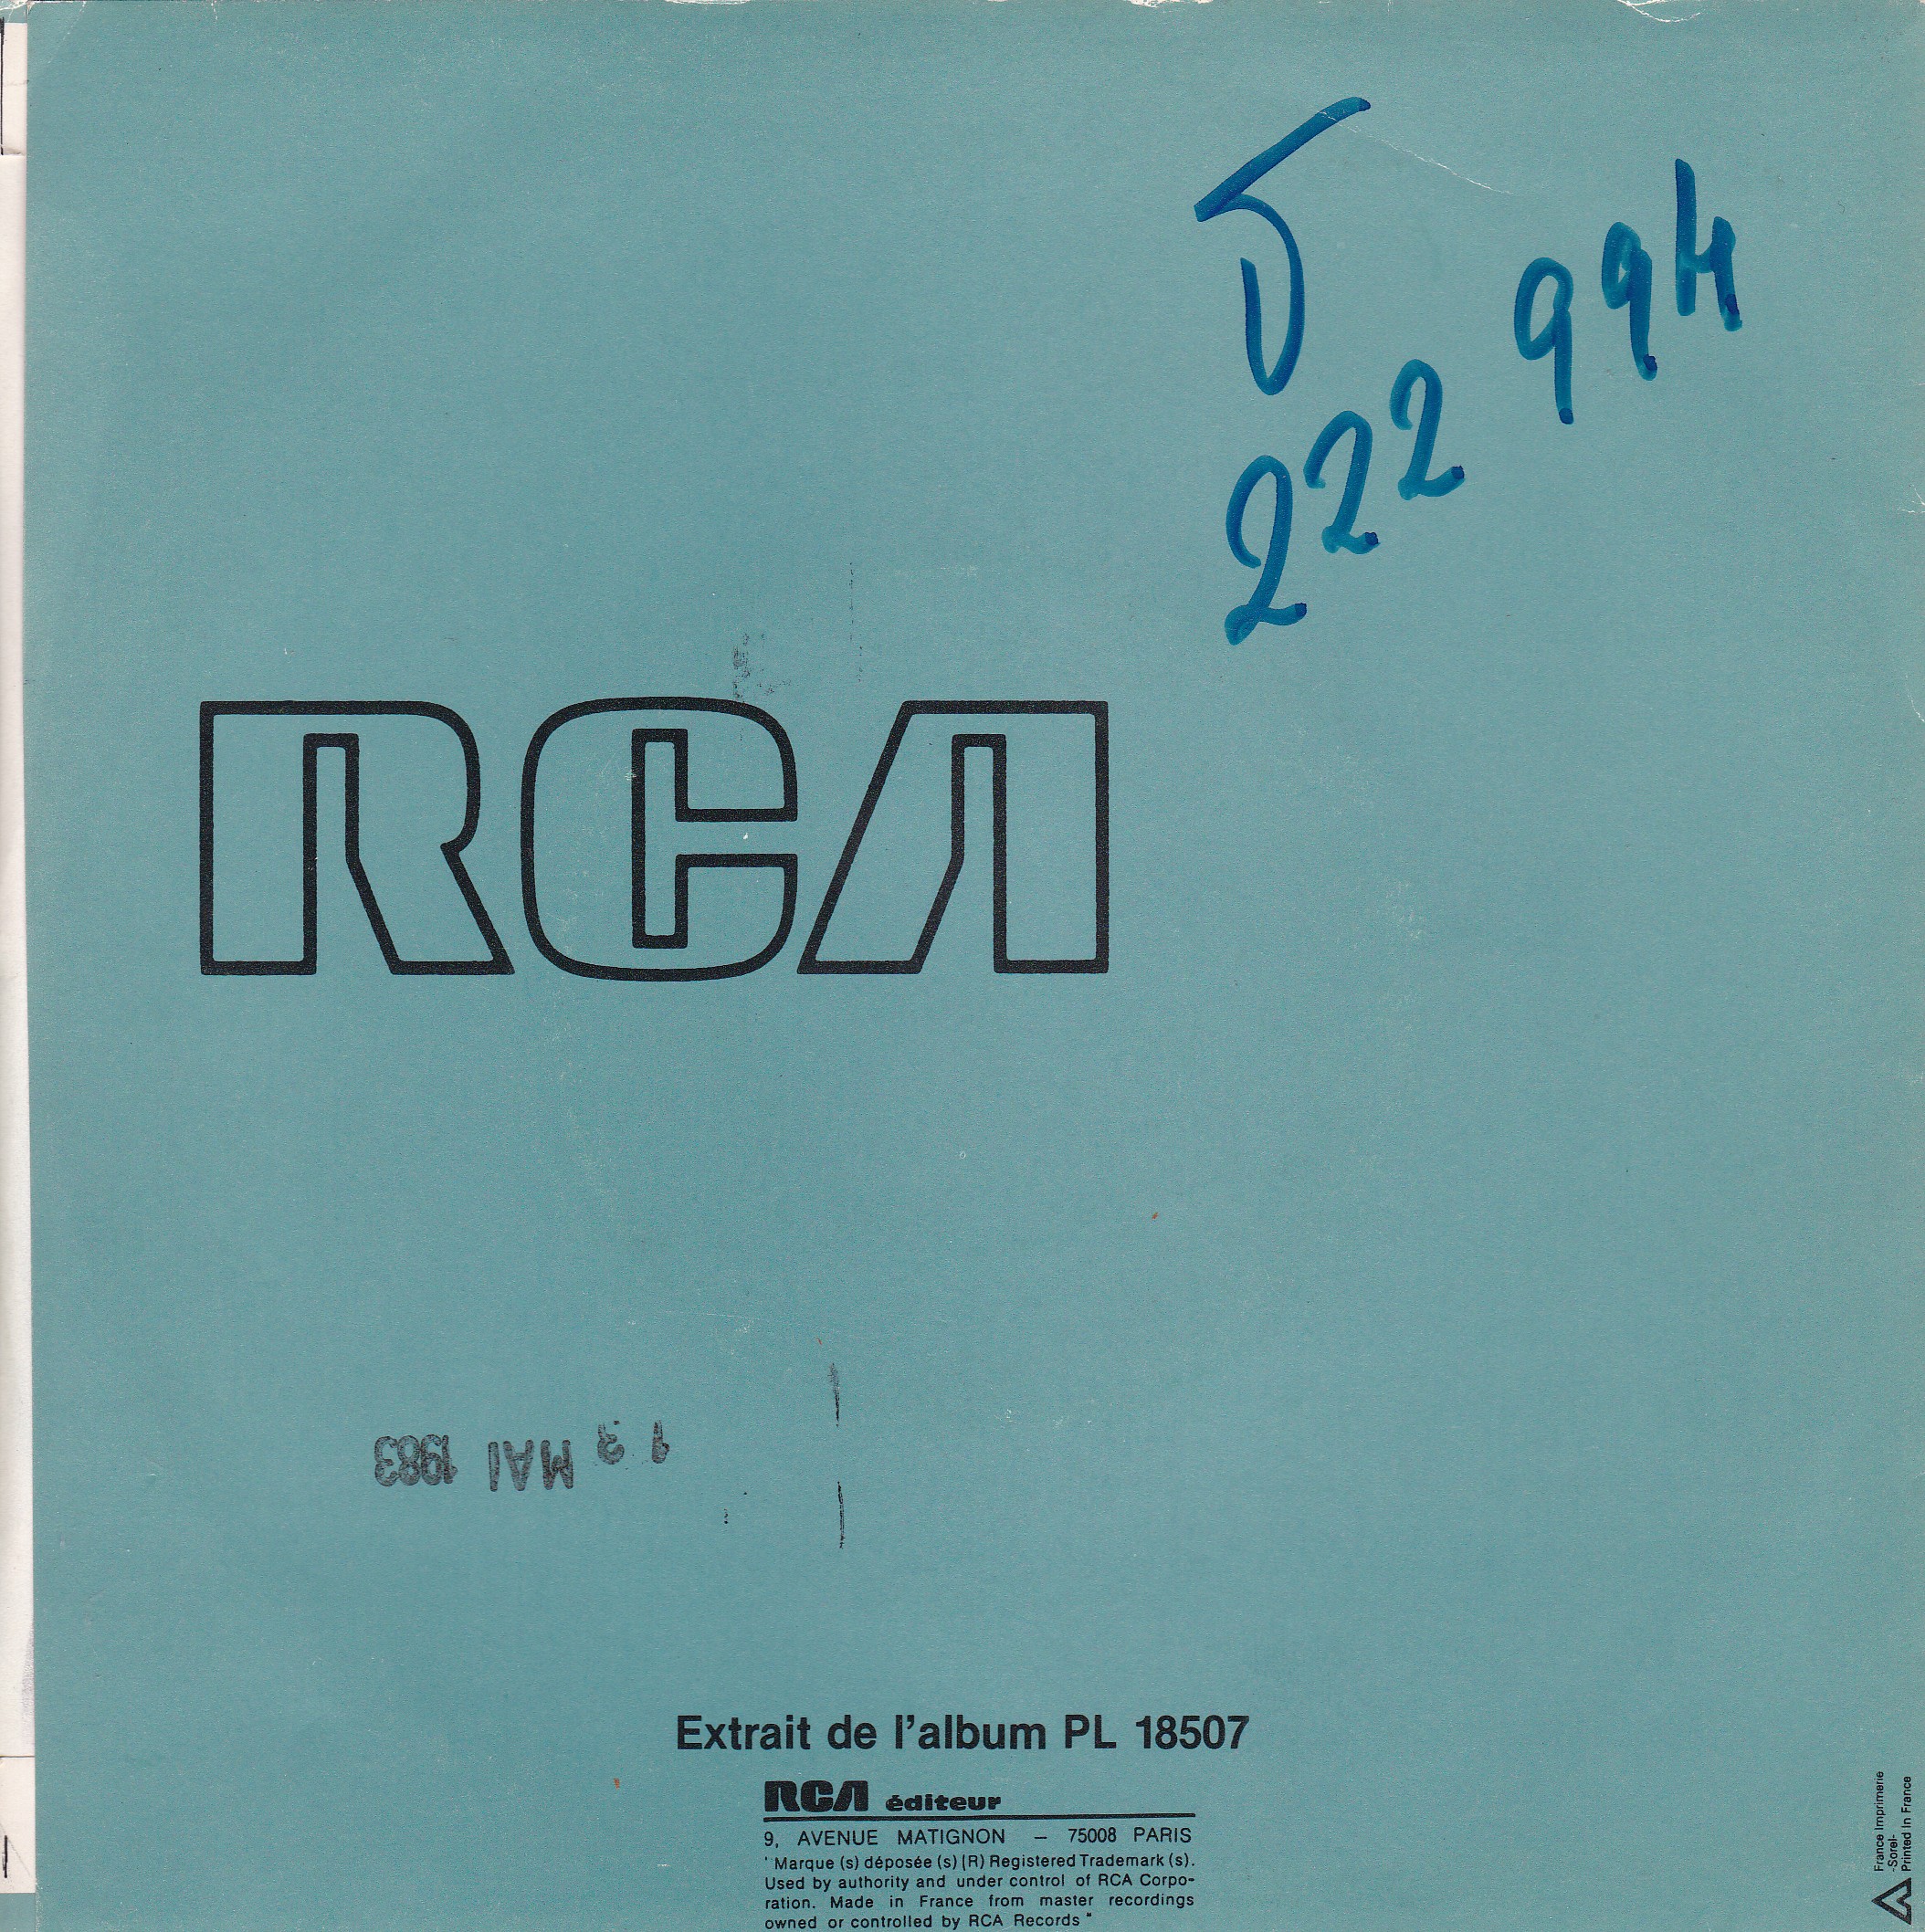 5
222 994
RCA
13 MAI 1983
Extrait de l'album PL 18507
RCA éditeur
9, AVENUE MATIGNON — 75008 PARIS
' Marque (s) déposée (s) (R) Registered Trademark (s).
Used by authority and under control of RCA Corpo-
ration. Made in France from master recordings
owned or controlled by RCA Records "
France Imprimerie
-Sorel-
Printed in France